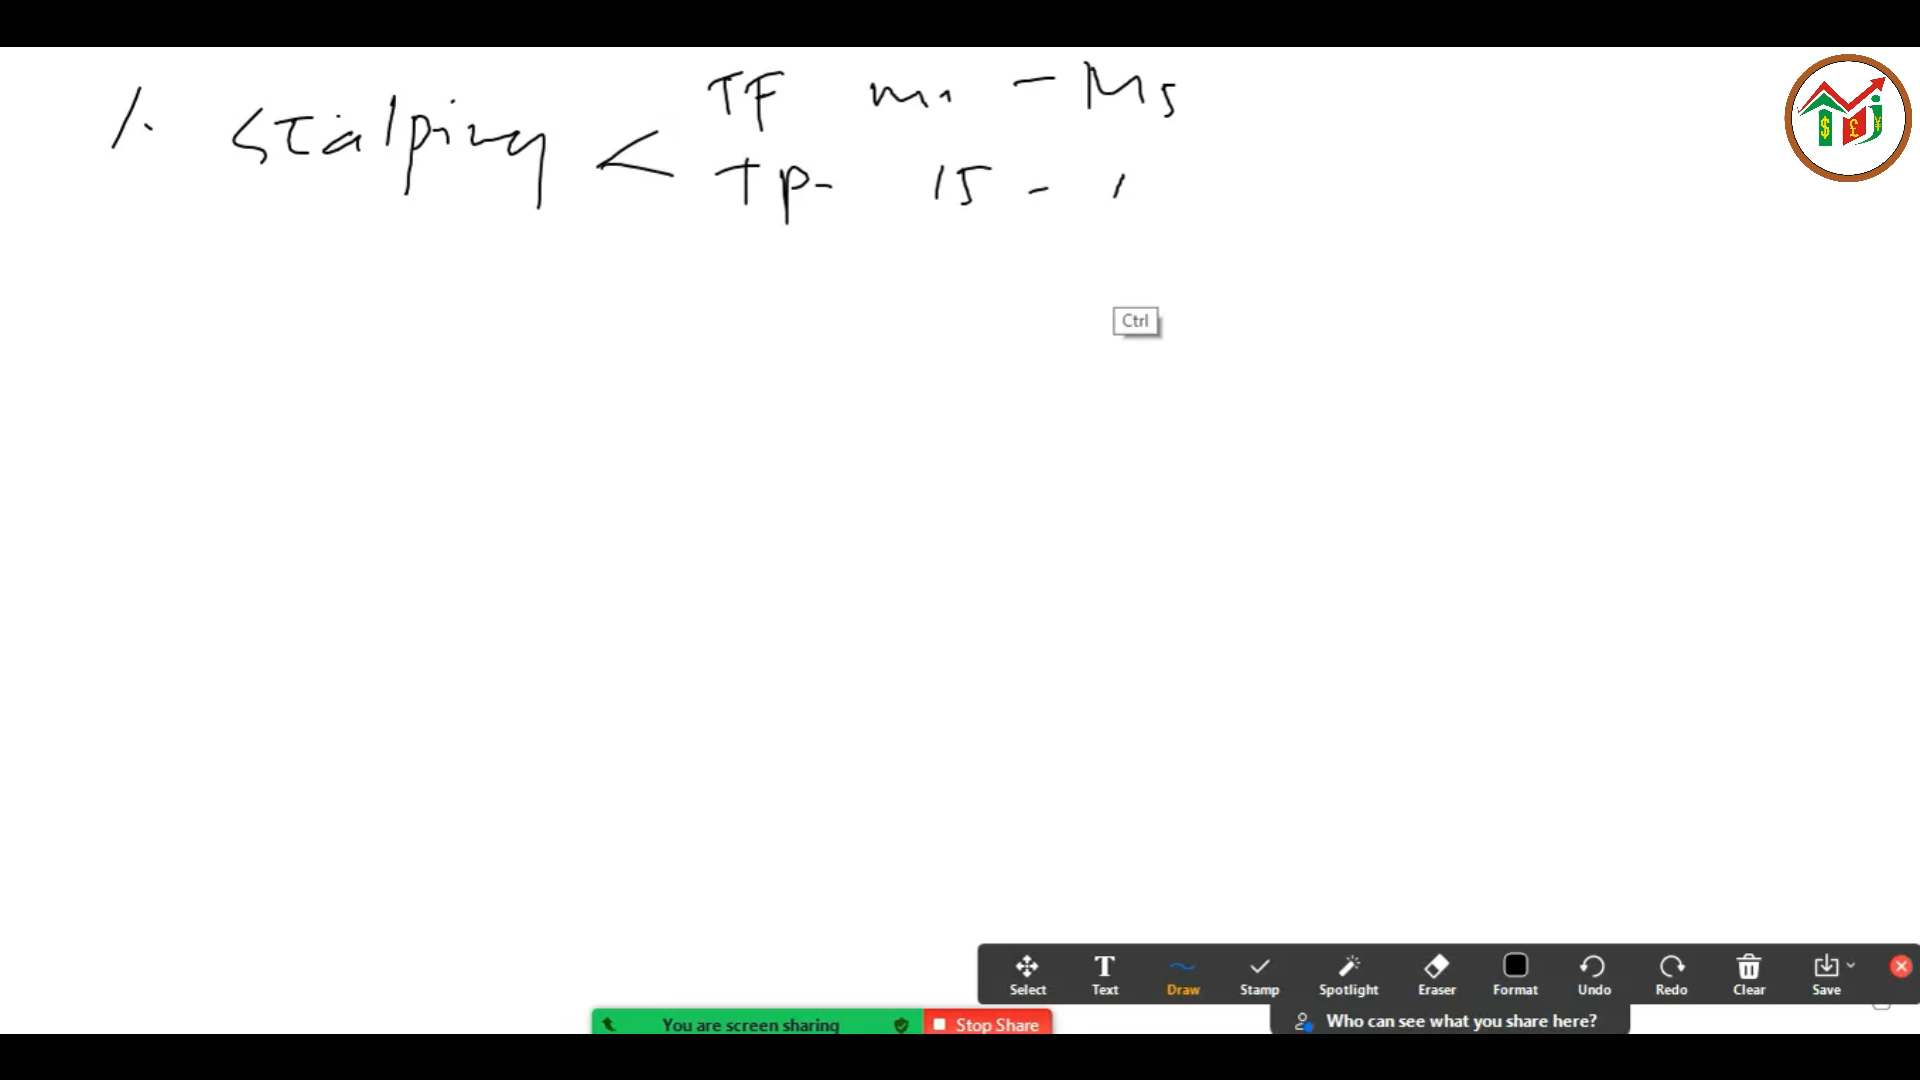 TF m1 - M5
1. Stalping <
TP- 15 - 1
Ctrl
$ £ ¥
Select Text Draw Stamp Spotlight Eraser Format Undo Redo Clear Save
You are screen sharing Stop Share
Who can see what you share here?